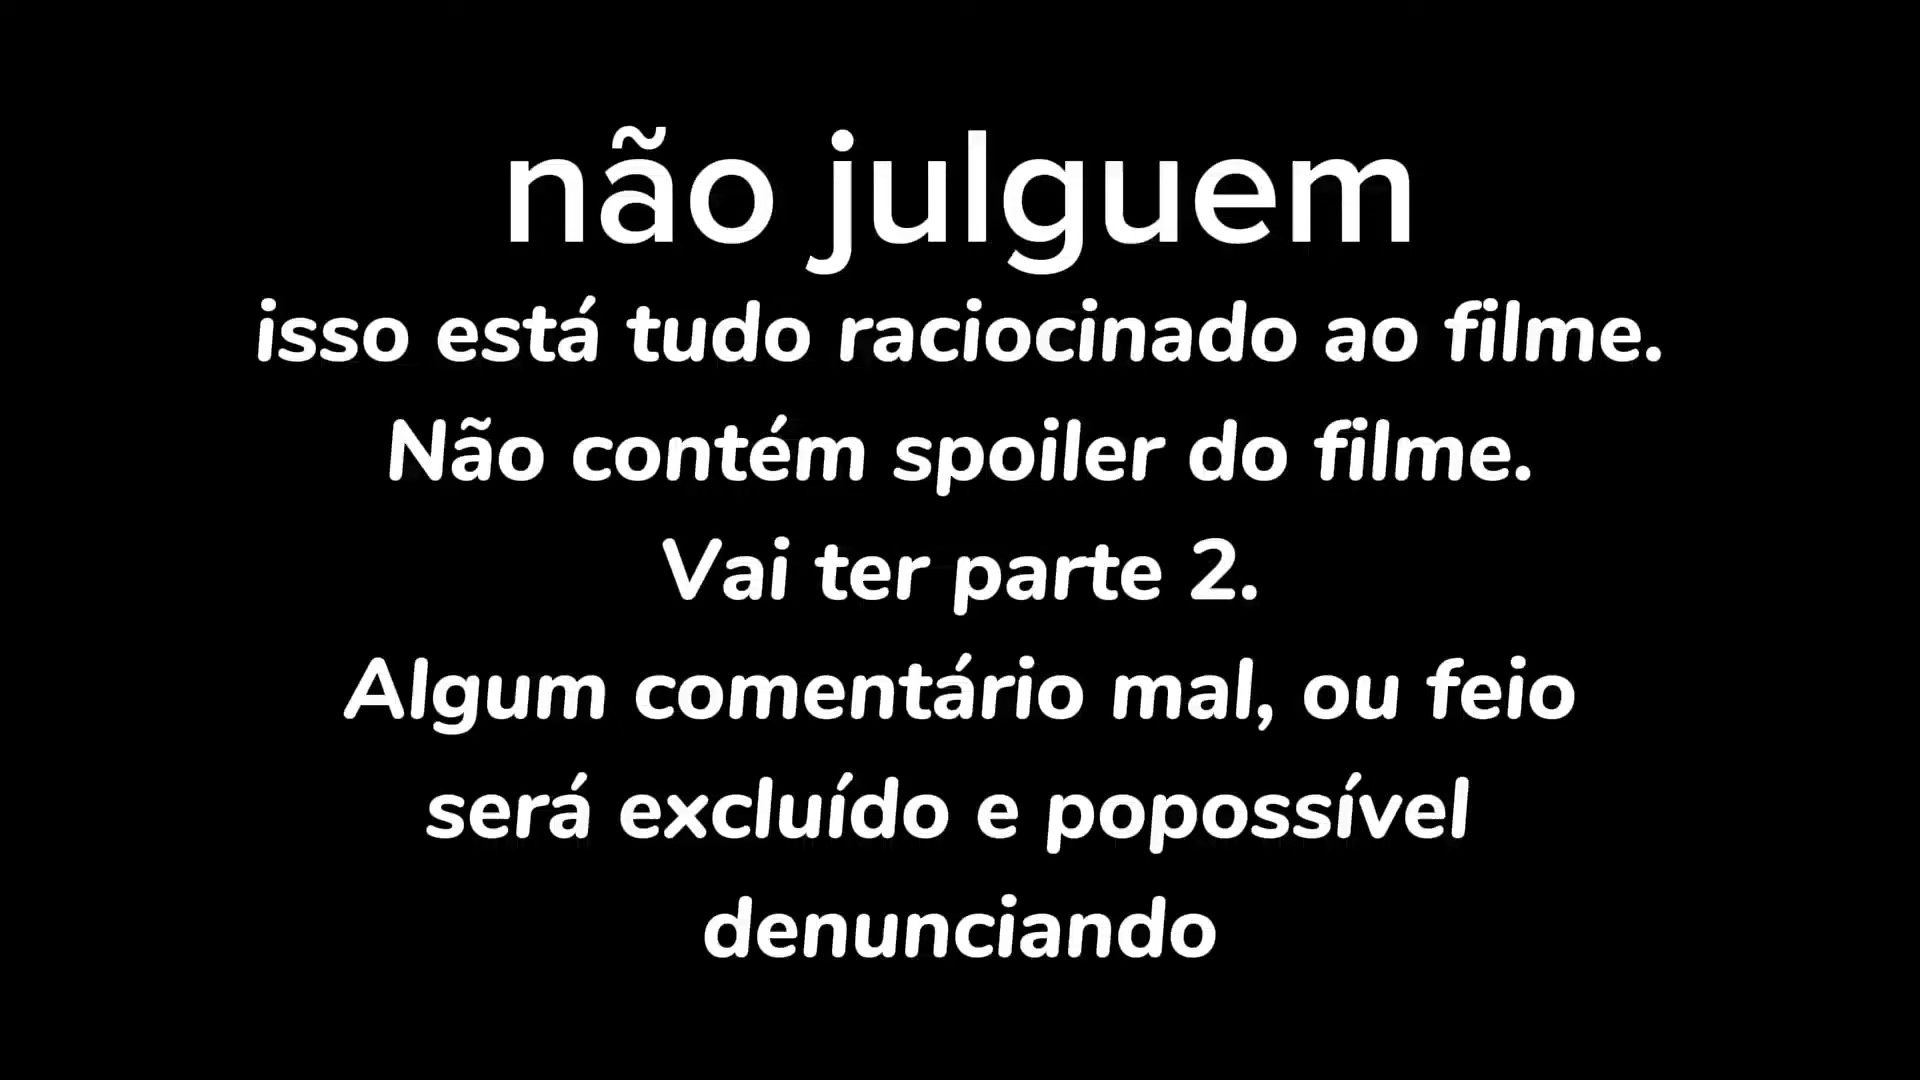 não julguem
isso está tudo raciocinado ao filme.
Não contém spoiler do filme.
Vai ter parte 2.
Algum comentário mal, ou feio
será excluído e popossível
denunciando